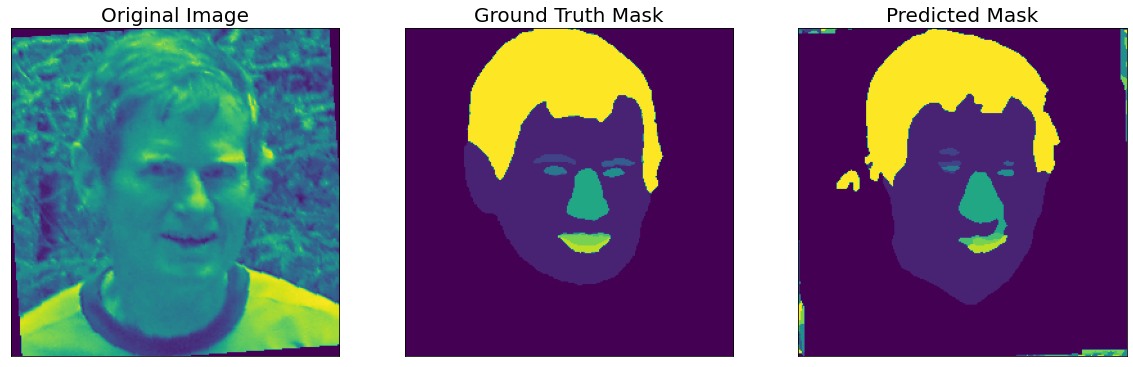 Original Image
Ground Truth Mask
Predicted Mask